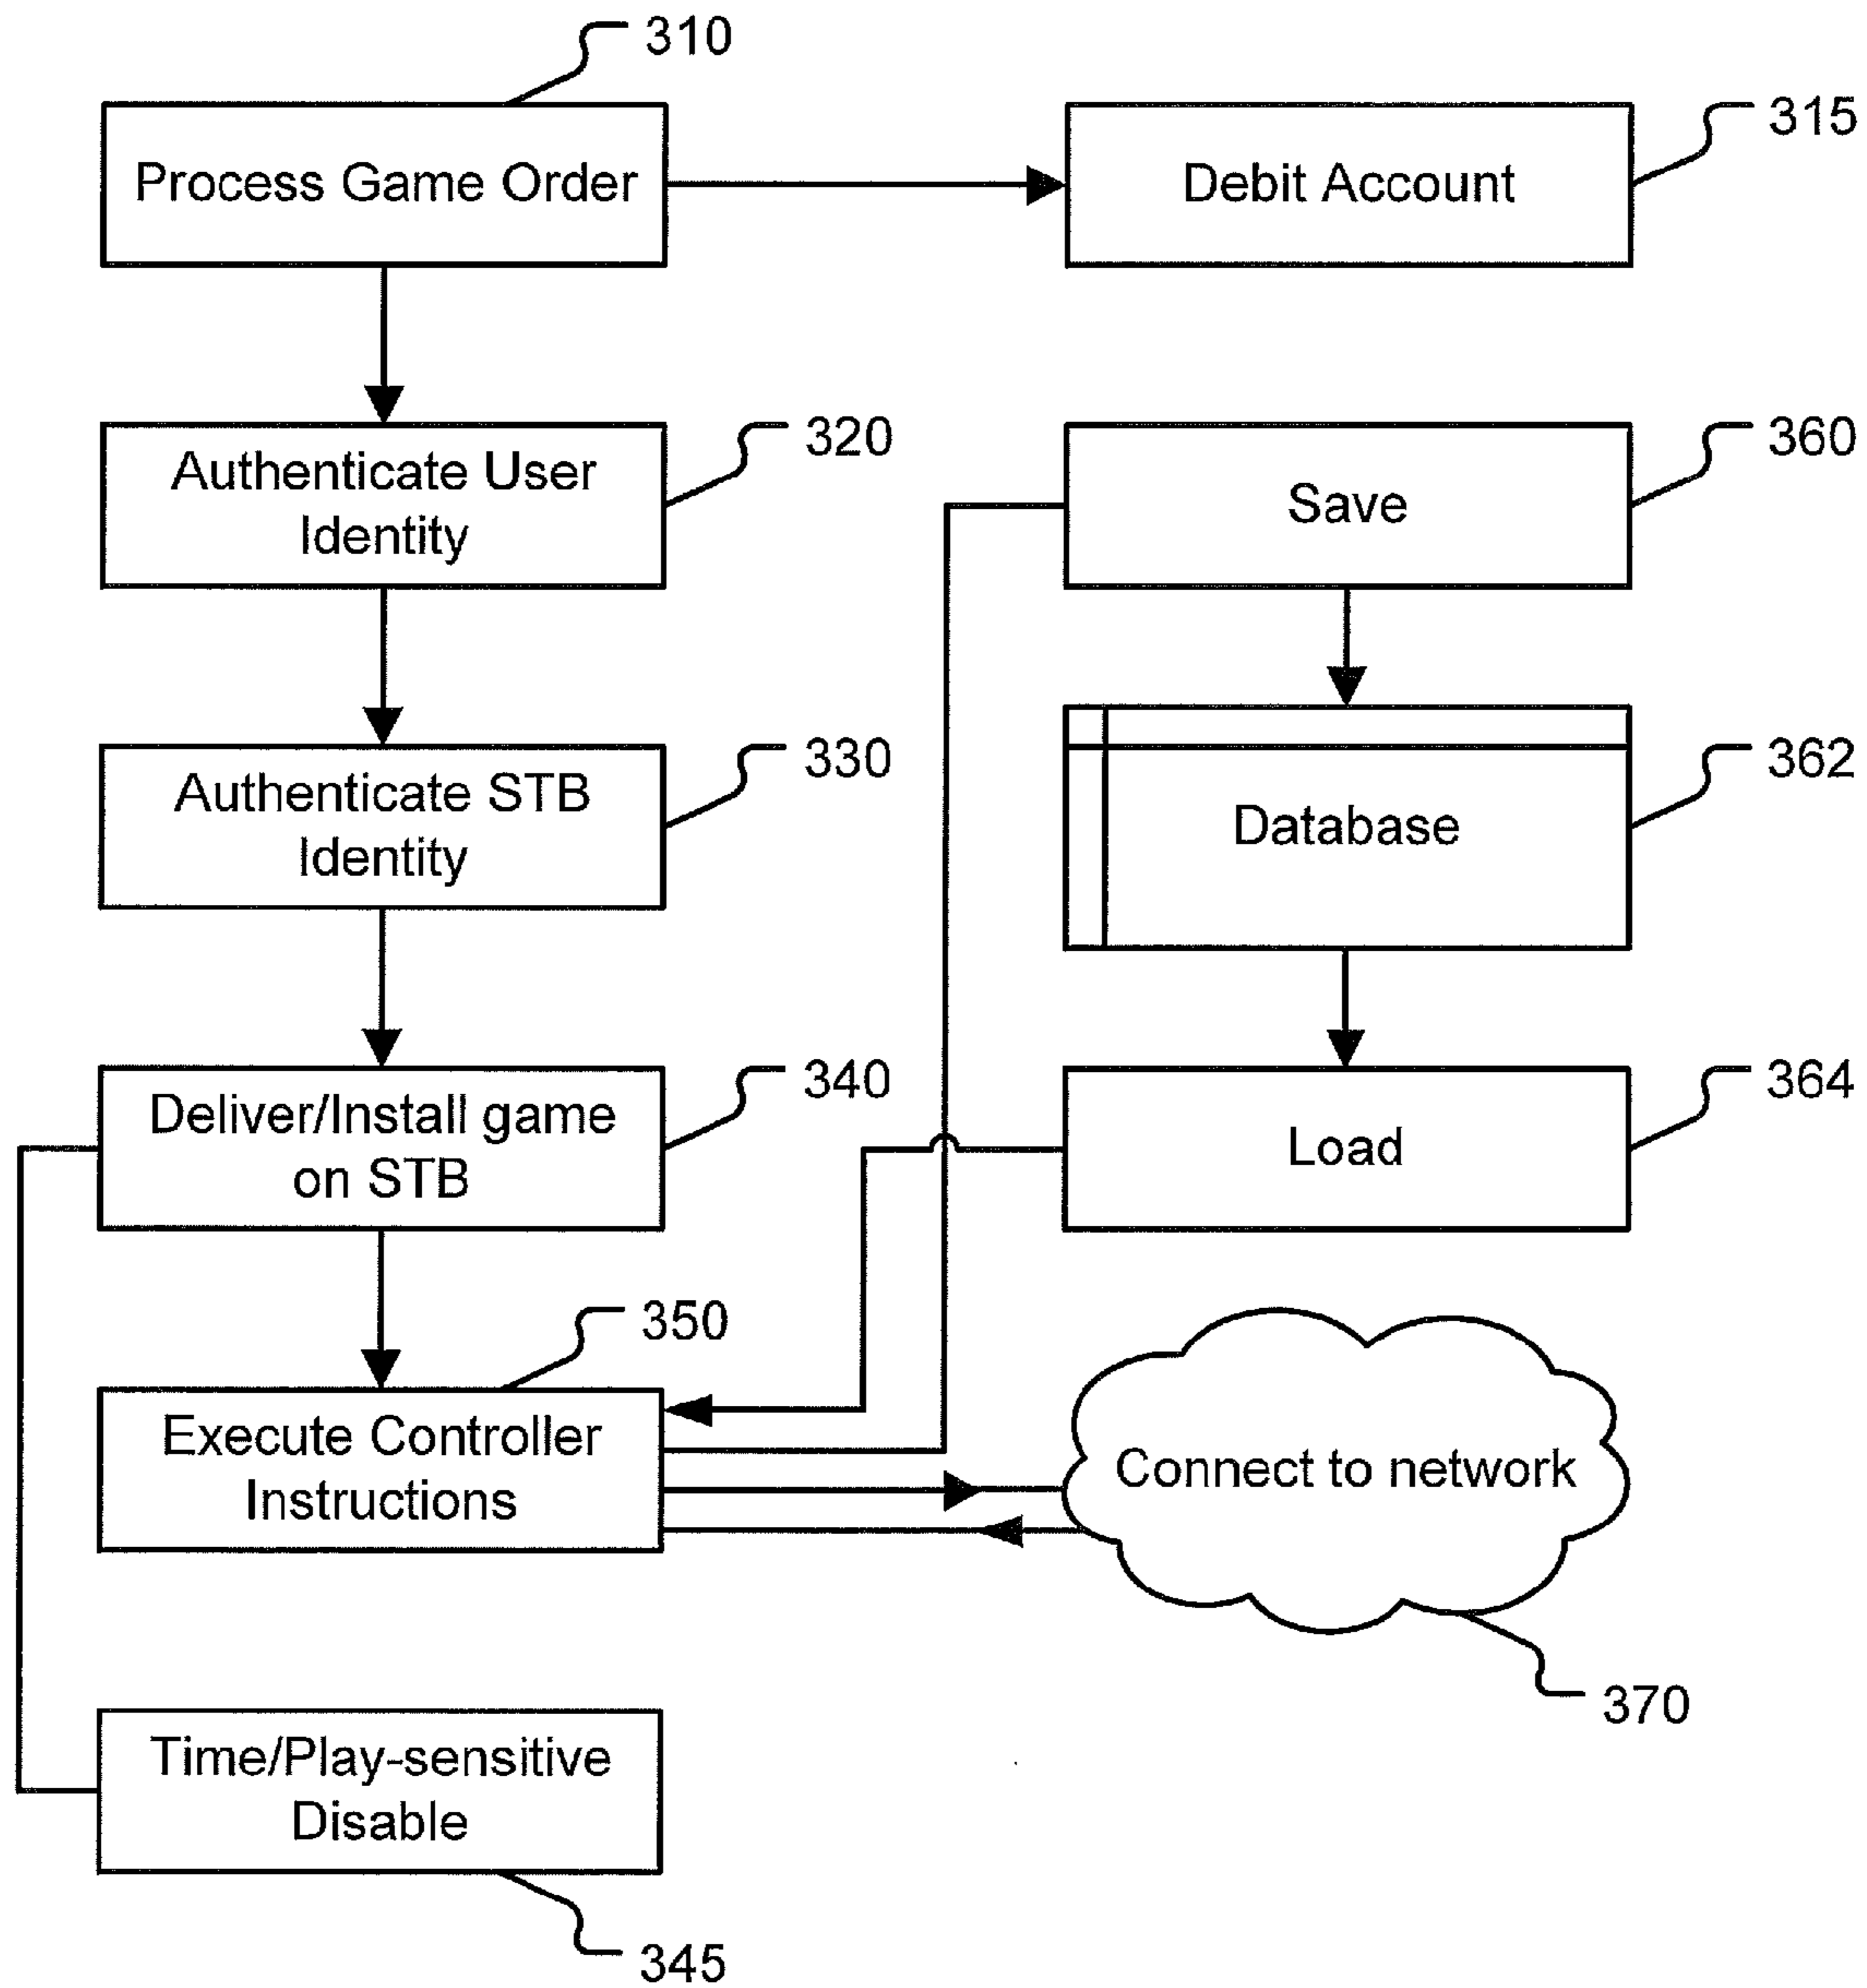 310
Process Game Order
315
Debit Account
320
Authenticate User
Identity
360
Save
330
Authenticate STB
Identity
362
Database
340
Deliver/Install game
on STB
364
Load
350
Execute Controller
Instructions
Connect to network
370
Time/Play-sensitive
Disable
345